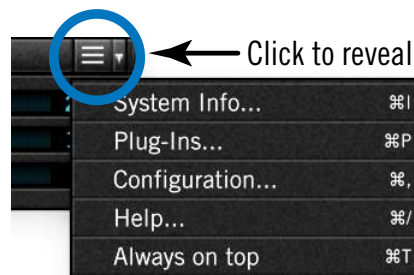 Click to reveal
System Info... ⌘I
Plug-Ins... ⌘P
Configuration... ⌘,
Help... ⌘/
Always on top ⌘T